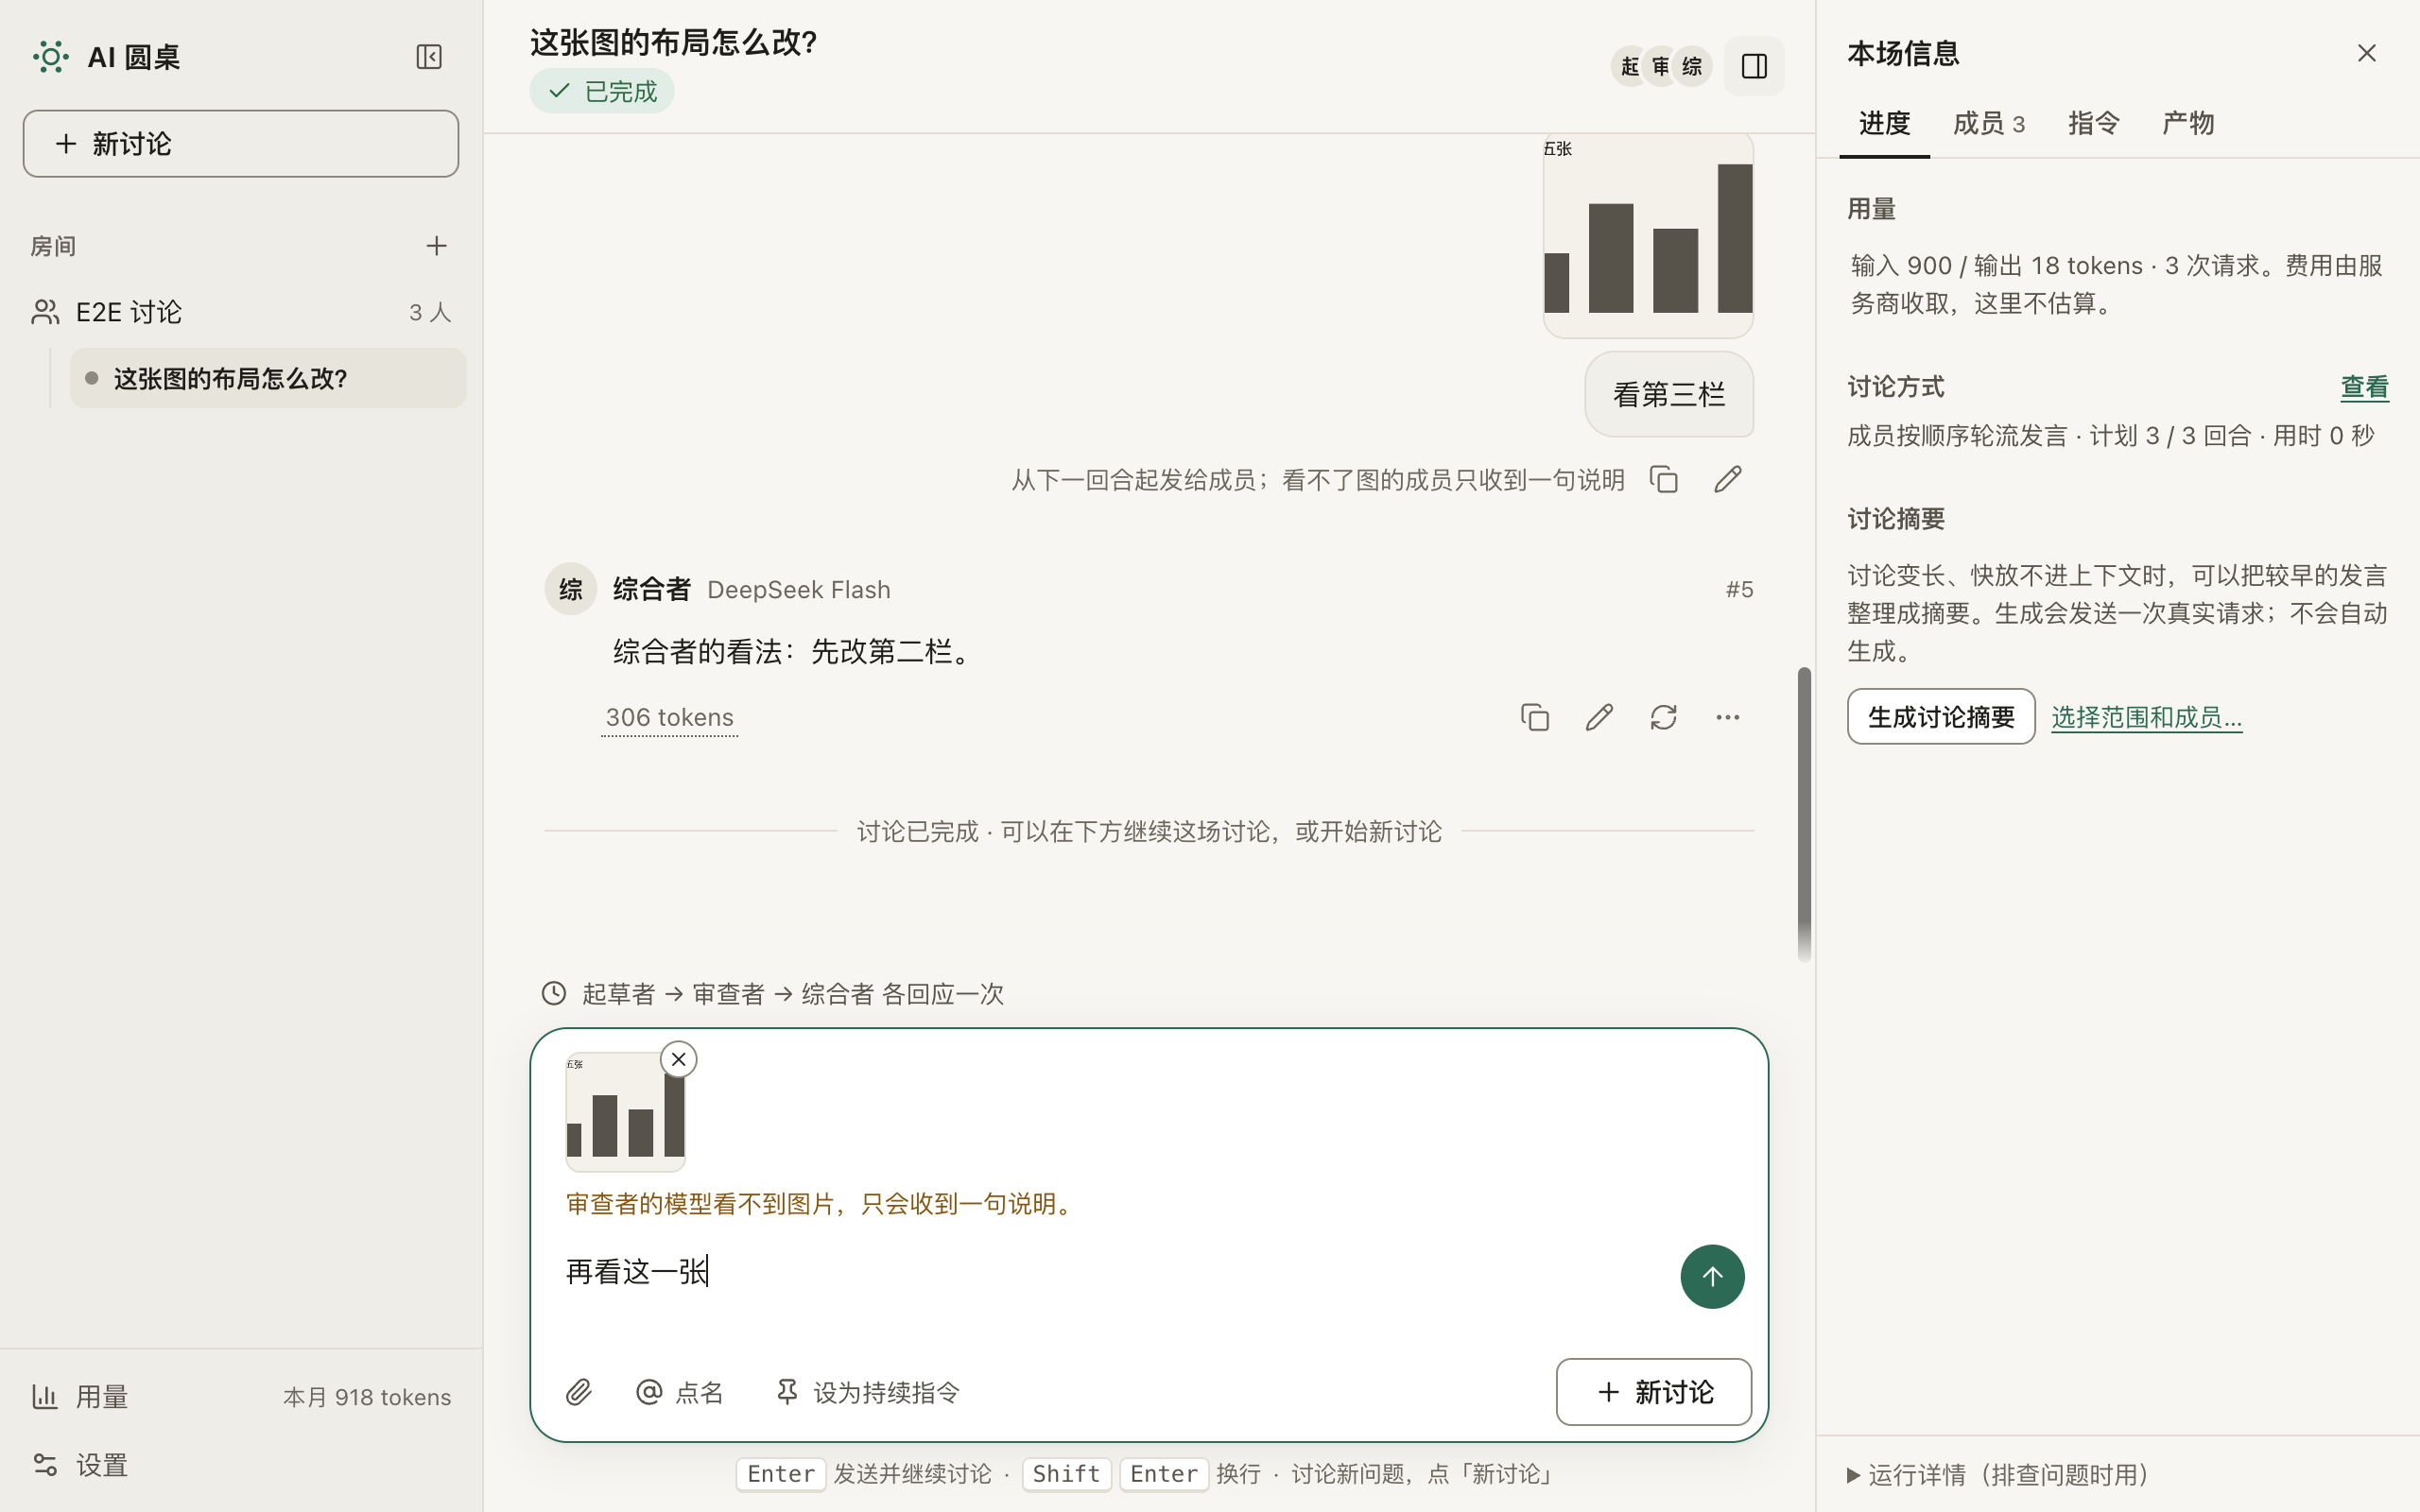 AI 圆桌
新讨论
房间
E2E 讨论
3 人
这张图的布局怎么改?
用量
本月 918 tokens
设置
这张图的布局怎么改?
已完成
起
审
综
五张
看第三栏
从下一回合起发给成员；看不了图的成员只收到一句说明
综
综合者 DeepSeek Flash
#5
综合者的看法：先改第二栏。
306 tokens
讨论已完成 · 可以在下方继续这场讨论，或开始新讨论
起草者 → 审查者 → 综合者 各回应一次
五张
审查者的模型看不到图片，只会收到一句说明。
再看这一张
点名
设为持续指令
新讨论
Enter 发送并继续讨论 · Shift Enter 换行 · 讨论新问题，点「新讨论」
本场信息
进度
成员 3
指令
产物
用量
输入 900 / 输出 18 tokens · 3 次请求。费用由服
务商收取，这里不估算。
讨论方式
查看
成员按顺序轮流发言 · 计划 3 / 3 回合 · 用时 0 秒
讨论摘要
讨论变长、快放不进上下文时，可以把较早的发言
整理成摘要。生成会发送一次真实请求；不会自动
生成。
生成讨论摘要
选择范围和成员...
运行详情（排查问题时用）